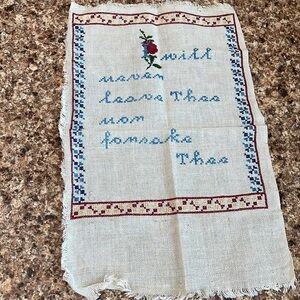 I will
never
leave Thee
nor
forsake
Thee